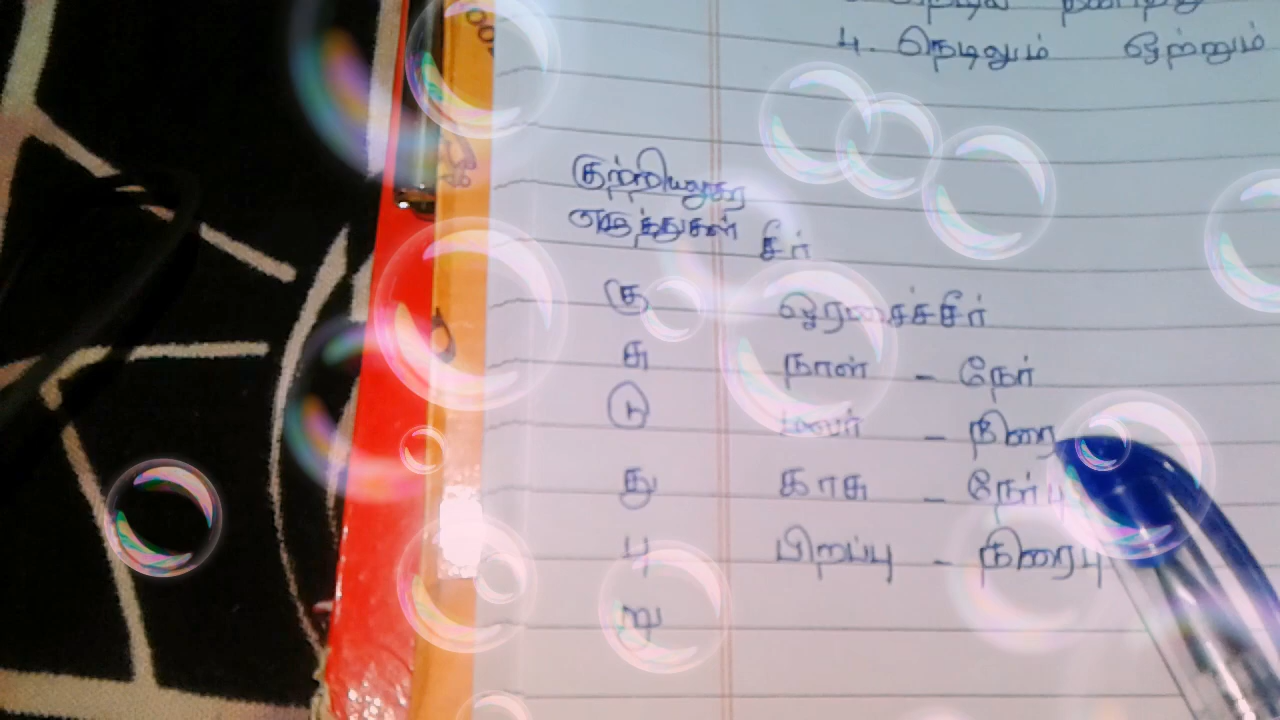 4. நெடிலும் ஒற்றும்
குற்றியலுகர
எழுத்துகள்
சீர்
கு ஓரசைச்சீர்
சு நாள் - நேர்
டு மலர் - நிரை
து காசு - நேர்பு
பு பிறப்பு - நிரைபு
று